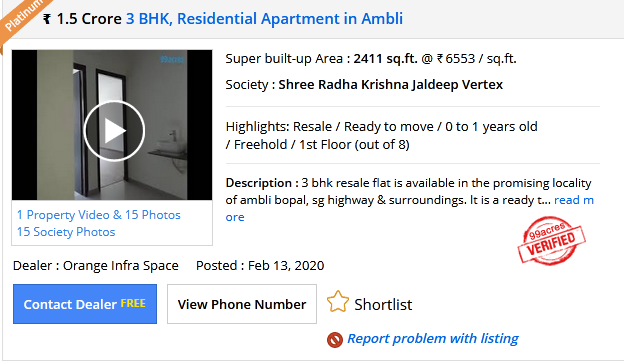 Platinum
₹ 1.5 Crore 3 BHK, Residential Apartment in Ambli
99acres
Super built-up Area : 2411 sq.ft. @ ₹ 6553 / sq.ft.
Society : Shree Radha Krishna Jaldeep Vertex
Highlights: Resale / Ready to move / 0 to 1 years old
/ Freehold / 1st Floor (out of 8)
Description : 3 bhk resale flat is available in the promising locality
of ambli bopal, sg highway & surroundings. It is a ready t... read m
ore
1 Property Video & 15 Photos
15 Society Photos
99acres
VERIFIED
Dealer : Orange Infra Space Posted : Feb 13, 2020
Contact Dealer FREE View Phone Number Shortlist
Report problem with listing